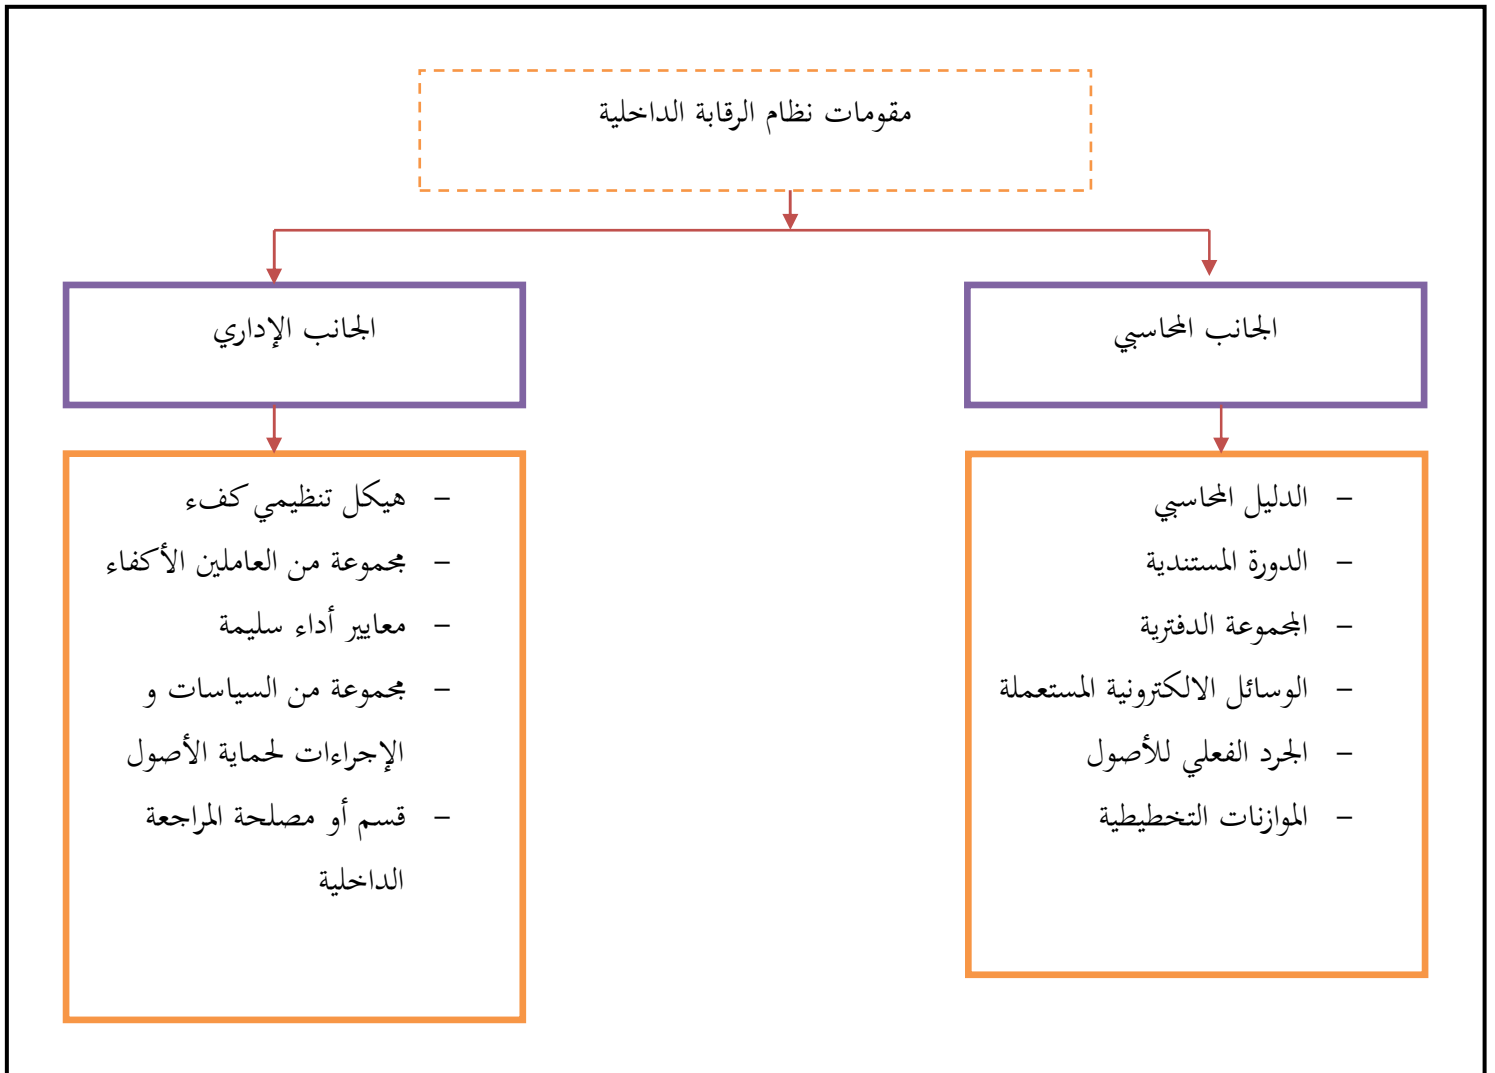 مقومات نظام الرقابة الداخلية
الجانب المحاسبي
الجانب الإداري
- الدليل المحاسبي
- الدورة المستندية
- المجموعة الدفترية
- الوسائل الالكترونية المستعملة
- الجرد الفعلي للأصول
- الموازنات التخطيطية
- هيكل تنظيمي كفء
- مجموعة من العاملين الأكفاء
- معايير أداء سليمة
- مجموعة من السياسات و
الإجراءات لحماية الأصول
- قسم أو مصلحة المراجعة
الداخلية